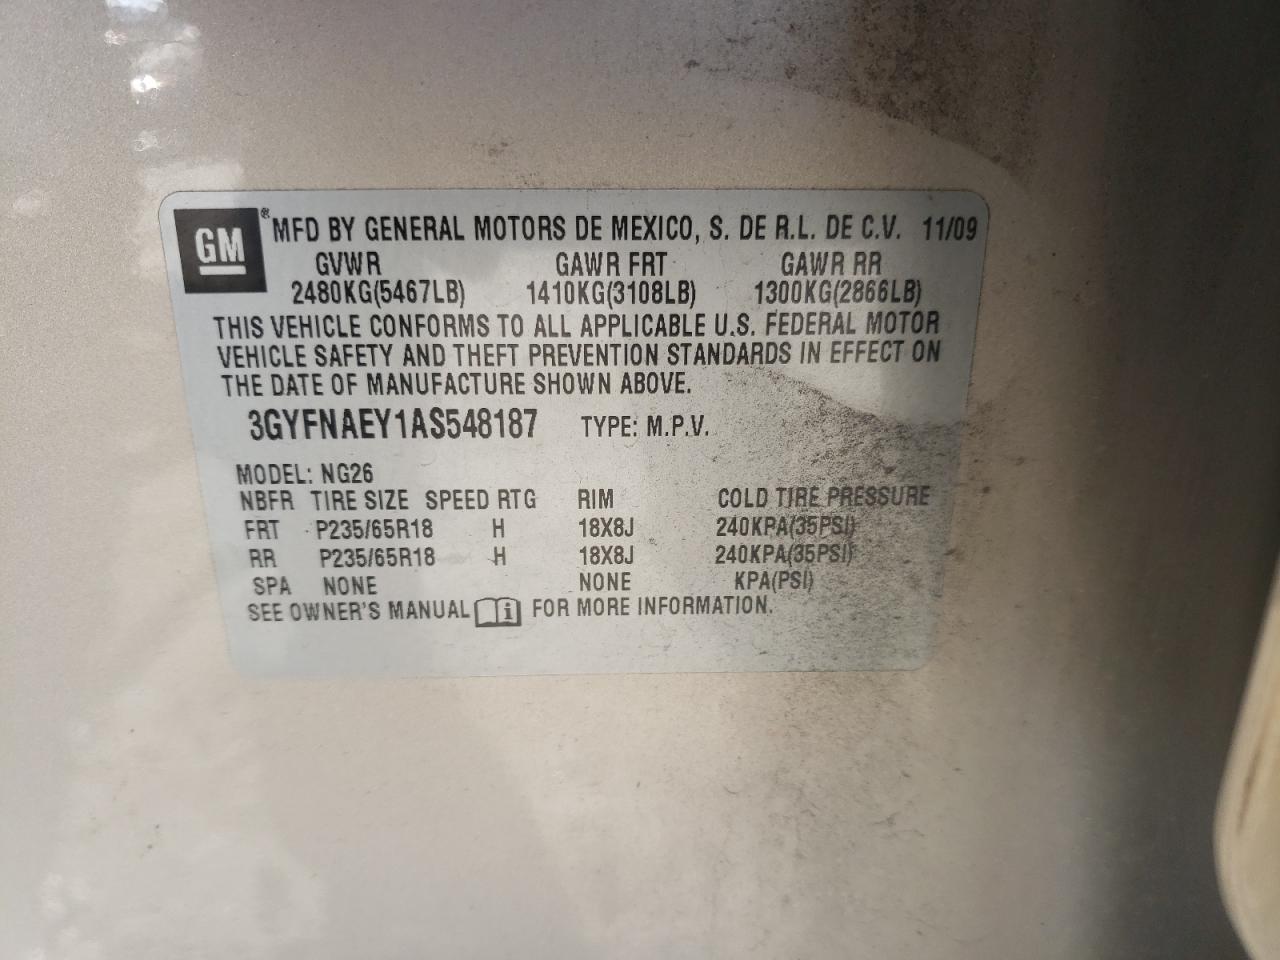 GM ® MFD BY GENERAL MOTORS DE MEXICO, S. DE R.L. DE C.V. 11/09
GVWR GAWR FRT GAWR RR
2480KG(5467LB) 1410KG(3108LB) 1300KG(2866LB)
THIS VEHICLE CONFORMS TO ALL APPLICABLE U.S. FEDERAL MOTOR
VEHICLE SAFETY AND THEFT PREVENTION STANDARDS IN EFFECT ON
THE DATE OF MANUFACTURE SHOWN ABOVE.
3GYFNAEY1AS548187 TYPE: M.P.V.
MODEL: NG26
NBFR TIRE SIZE SPEED RTG RIM COLD TIRE PRESSURE
FRT P235/65R18 H 18X8J 240KPA(35PSI)
RR P235/65R18 H 18X8J 240KPA(35PSI)
SPA NONE NONE KPA(PSI)
SEE OWNER'S MANUAL i FOR MORE INFORMATION.